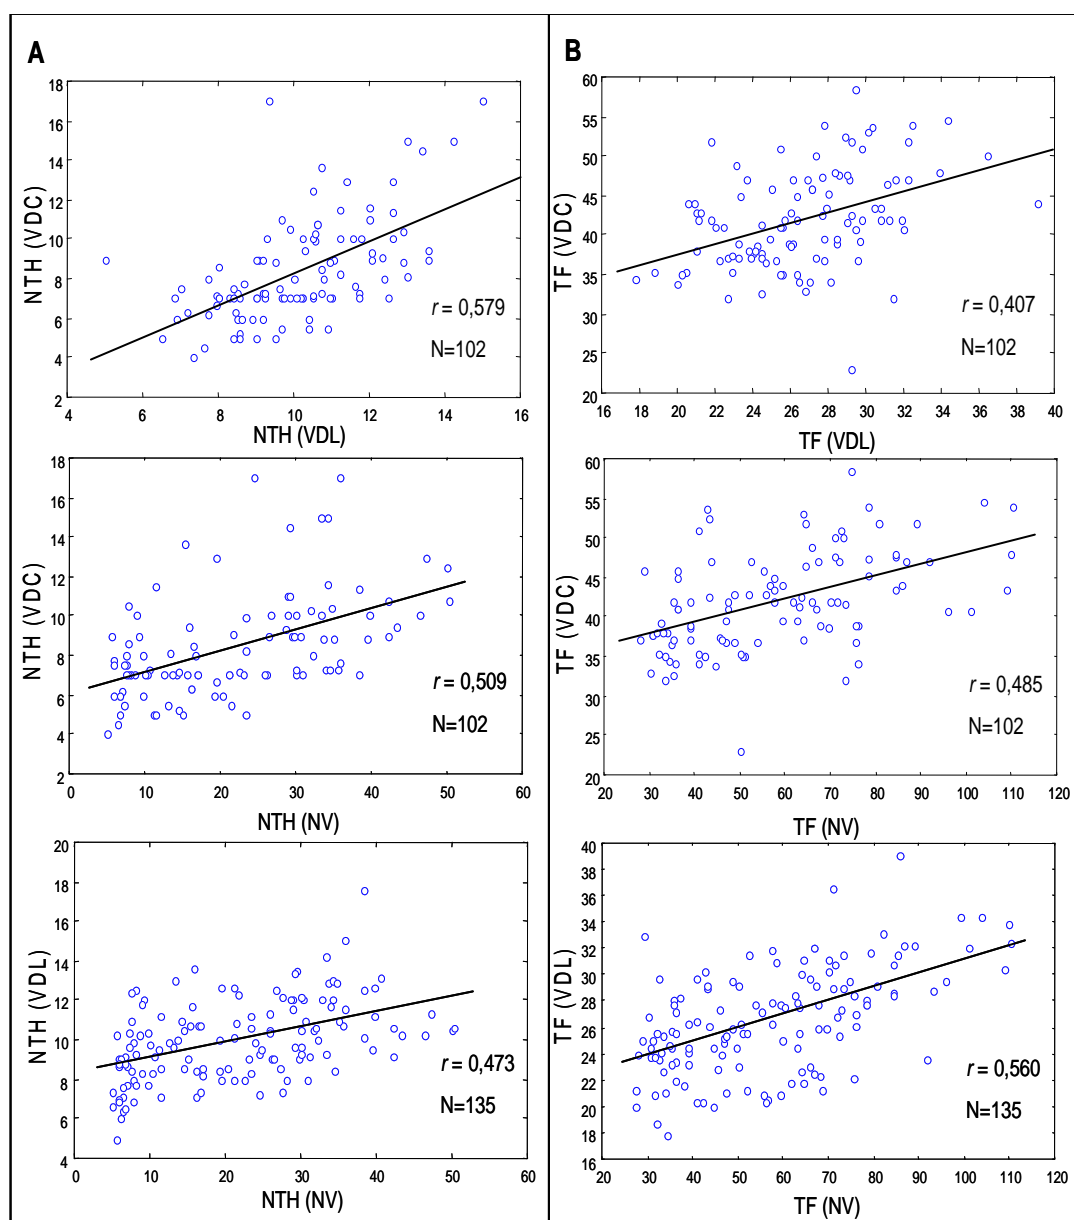 A
NTH (VDC)
18
16
14
12
10
8
6
4
2
r = 0,579
N=102
4 6 8 10 12 14 16
NTH (VDL)
NTH (VDC)
18
16
14
12
10
8
6
4
2
r = 0,509
N=102
0 10 20 30 40 50 60
NTH (NV)
NTH (VDL)
20
18
16
14
12
10
8
6
4
r = 0,473
N=135
0 10 20 30 40 50 60
NTH (NV)
B
TF (VDC)
60
55
50
45
40
35
30
25
20
r = 0,407
N=102
16 18 20 22 24 26 28 30 32 34 36 38 40
TF (VDL)
TF (VDC)
60
55
50
45
40
35
30
25
20
r = 0,485
N=102
20 30 40 50 60 70 80 90 100 110 120
TF (NV)
TF (VDL)
40
38
36
34
32
30
28
26
24
22
20
18
16
r = 0,560
N=135
20 30 40 50 60 70 80 90 100 110 120
TF (NV)